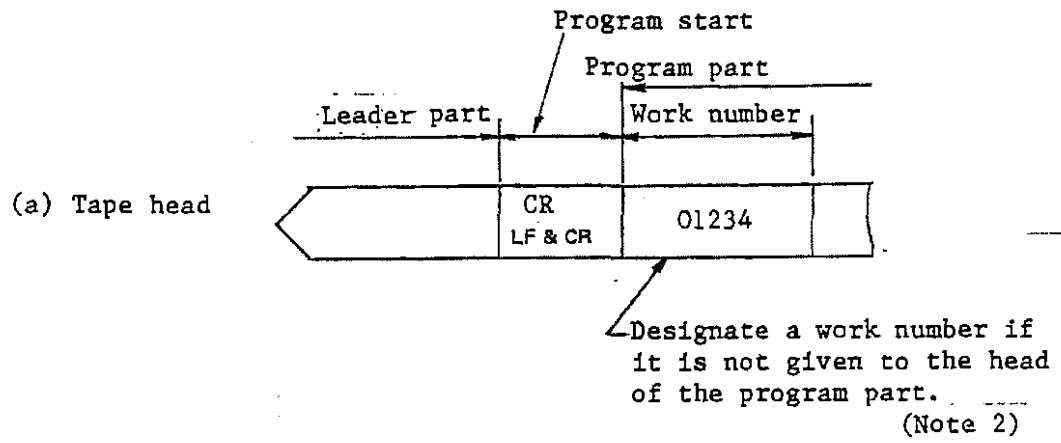 Program start
Program part
Leader part
Work number
(a) Tape head
CR
LF & CR
O1234
Designate a work number if
it is not given to the head
of the program part.
(Note 2)